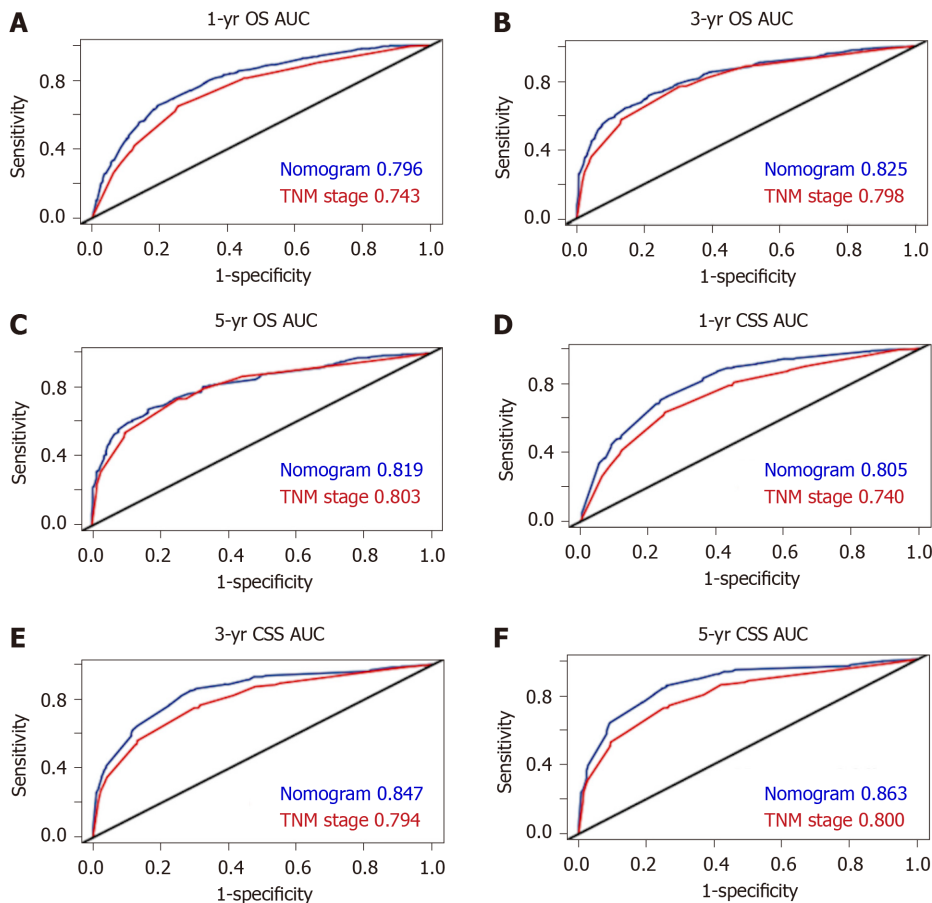 A
1-yr OS AUC
Sensitivity
0.8
0.4
0.0
Nomogram 0.796
TNM stage 0.743
0.0 0.2 0.4 0.6 0.8 1.0
1-specificity
B
3-yr OS AUC
Sensitivity
0.8
0.4
0.0
Nomogram 0.825
TNM stage 0.798
0.0 0.2 0.4 0.6 0.8 1.0
1-specificity
C
5-yr OS AUC
Sensitivity
0.8
0.4
0.0
Nomogram 0.819
TNM stage 0.803
0.0 0.2 0.4 0.6 0.8 1.0
1-specificity
D
1-yr CSS AUC
Sensitivity
0.8
0.4
0.0
Nomogram 0.805
TNM stage 0.740
0.0 0.2 0.4 0.6 0.8 1.0
1-specificity
E
3-yr CSS AUC
Sensitivity
0.8
0.4
0.0
Nomogram 0.847
TNM stage 0.794
0.0 0.2 0.4 0.6 0.8 1.0
1-specificity
F
5-yr CSS AUC
Sensitivity
0.8
0.4
0.0
Nomogram 0.863
TNM stage 0.800
0.0 0.2 0.4 0.6 0.8 1.0
1-specificity